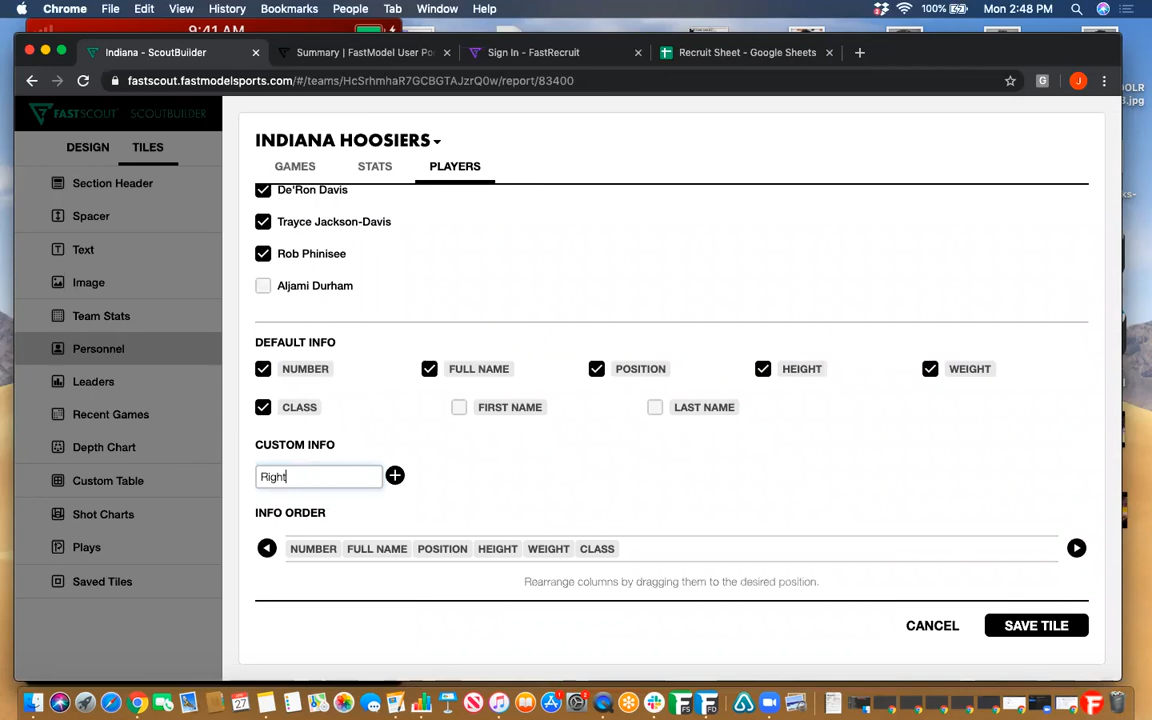 Chrome File Edit View History Bookmarks People Tab Window Help 100% Mon 2:48 PM
9:41 AM
Indiana - ScoutBuilder
Summary | FastModel User Po
Sign In - FastRecruit
Recruit Sheet - Google Sheets
fastscout.fastmodelsports.com/#/teams/HcSrhmhaR7GCBGTAJzrQ0w/report/83400
G
J
FASTSCOUT SCOUTBUILDER
DESIGN TILES
Section Header
Spacer
Text
Image
Team Stats
Personnel
Leaders
Recent Games
Depth Chart
Custom Table
Shot Charts
Plays
Saved Tiles
INDIANA HOOSIERS
GAMES STATS PLAYERS
De'Ron Davis
Trayce Jackson-Davis
Rob Phinisee
Aljami Durham
DEFAULT INFO
NUMBER FULL NAME POSITION HEIGHT WEIGHT
CLASS FIRST NAME LAST NAME
CUSTOM INFO
Right
INFO ORDER
NUMBER FULL NAME POSITION HEIGHT WEIGHT CLASS
Rearrange columns by dragging them to the desired position.
CANCEL SAVE TILE